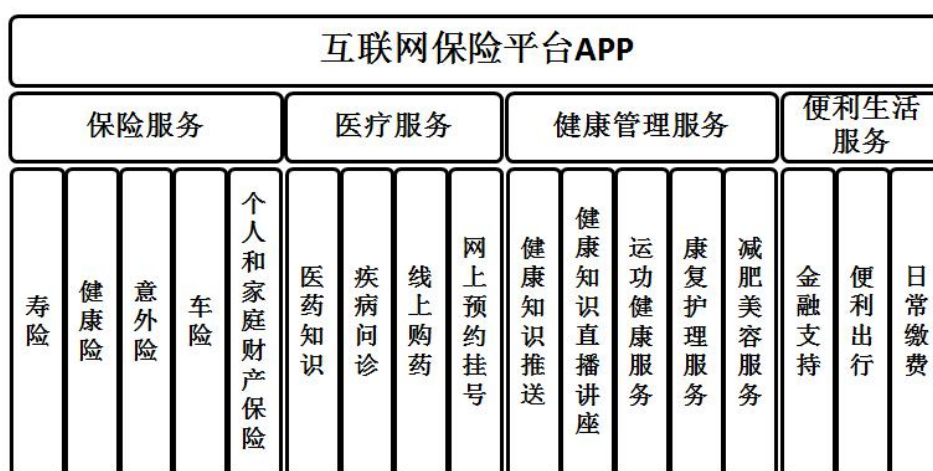 互联网保险平台APP
保险服务
医疗服务
健康管理服务
便利生活
服务
寿险
健康险
意外险
车险
个人和家庭财产保险
医药知识
疾病问诊
线上购药
网上预约挂号
健康知识推送
健康知识直播讲座
运功健康服务
康复护理服务
减肥美容服务
金融支持
便利出行
日常缴费